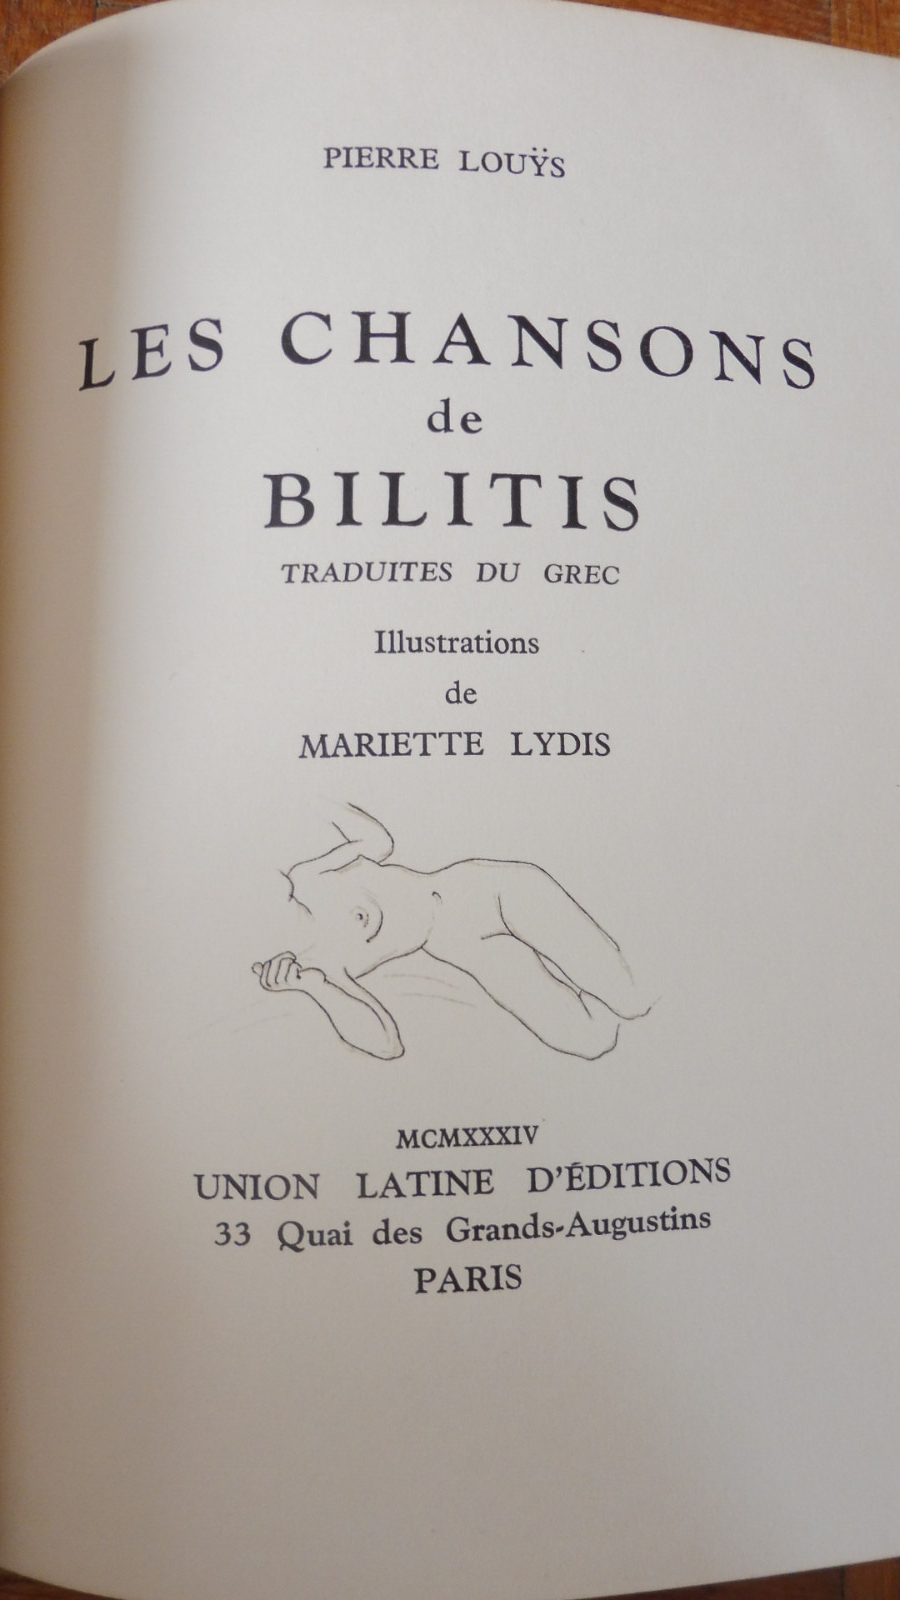 PIERRE LOUŸS
LES CHANSONS
de
BILITIS
TRADUITES DU GREC
Illustrations
de
MARIETTE LYDIS
MCMXXXIV
UNION LATINE D'ÉDITIONS
33 Quai des Grands-Augustins
PARIS